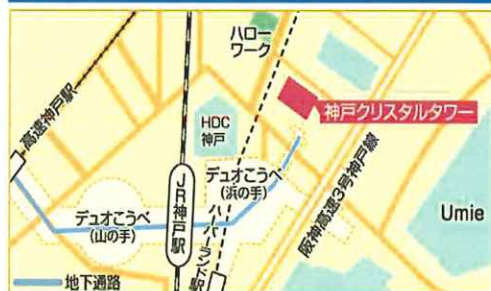 ハロー
ワーク
神戸クリスタルタワー
高速神戸駅
HDC
神戸
デュオこうべ
(浜の手)
阪神高速3号神戸線
Umie
JR神戸駅
デュオこうべ
(山の手)
ハーバーランド駅
地下通路